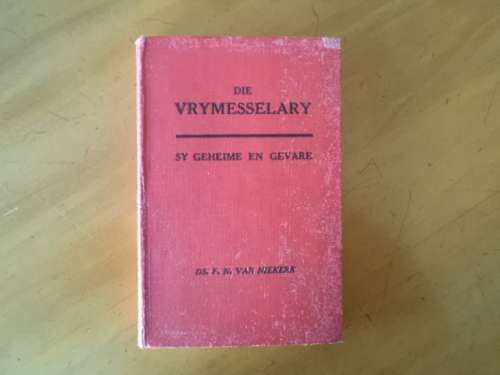 DIE
VRYMESSELARY
SY GEHEIME EN GEVARE
DS. F. N. VAN NIEKERK